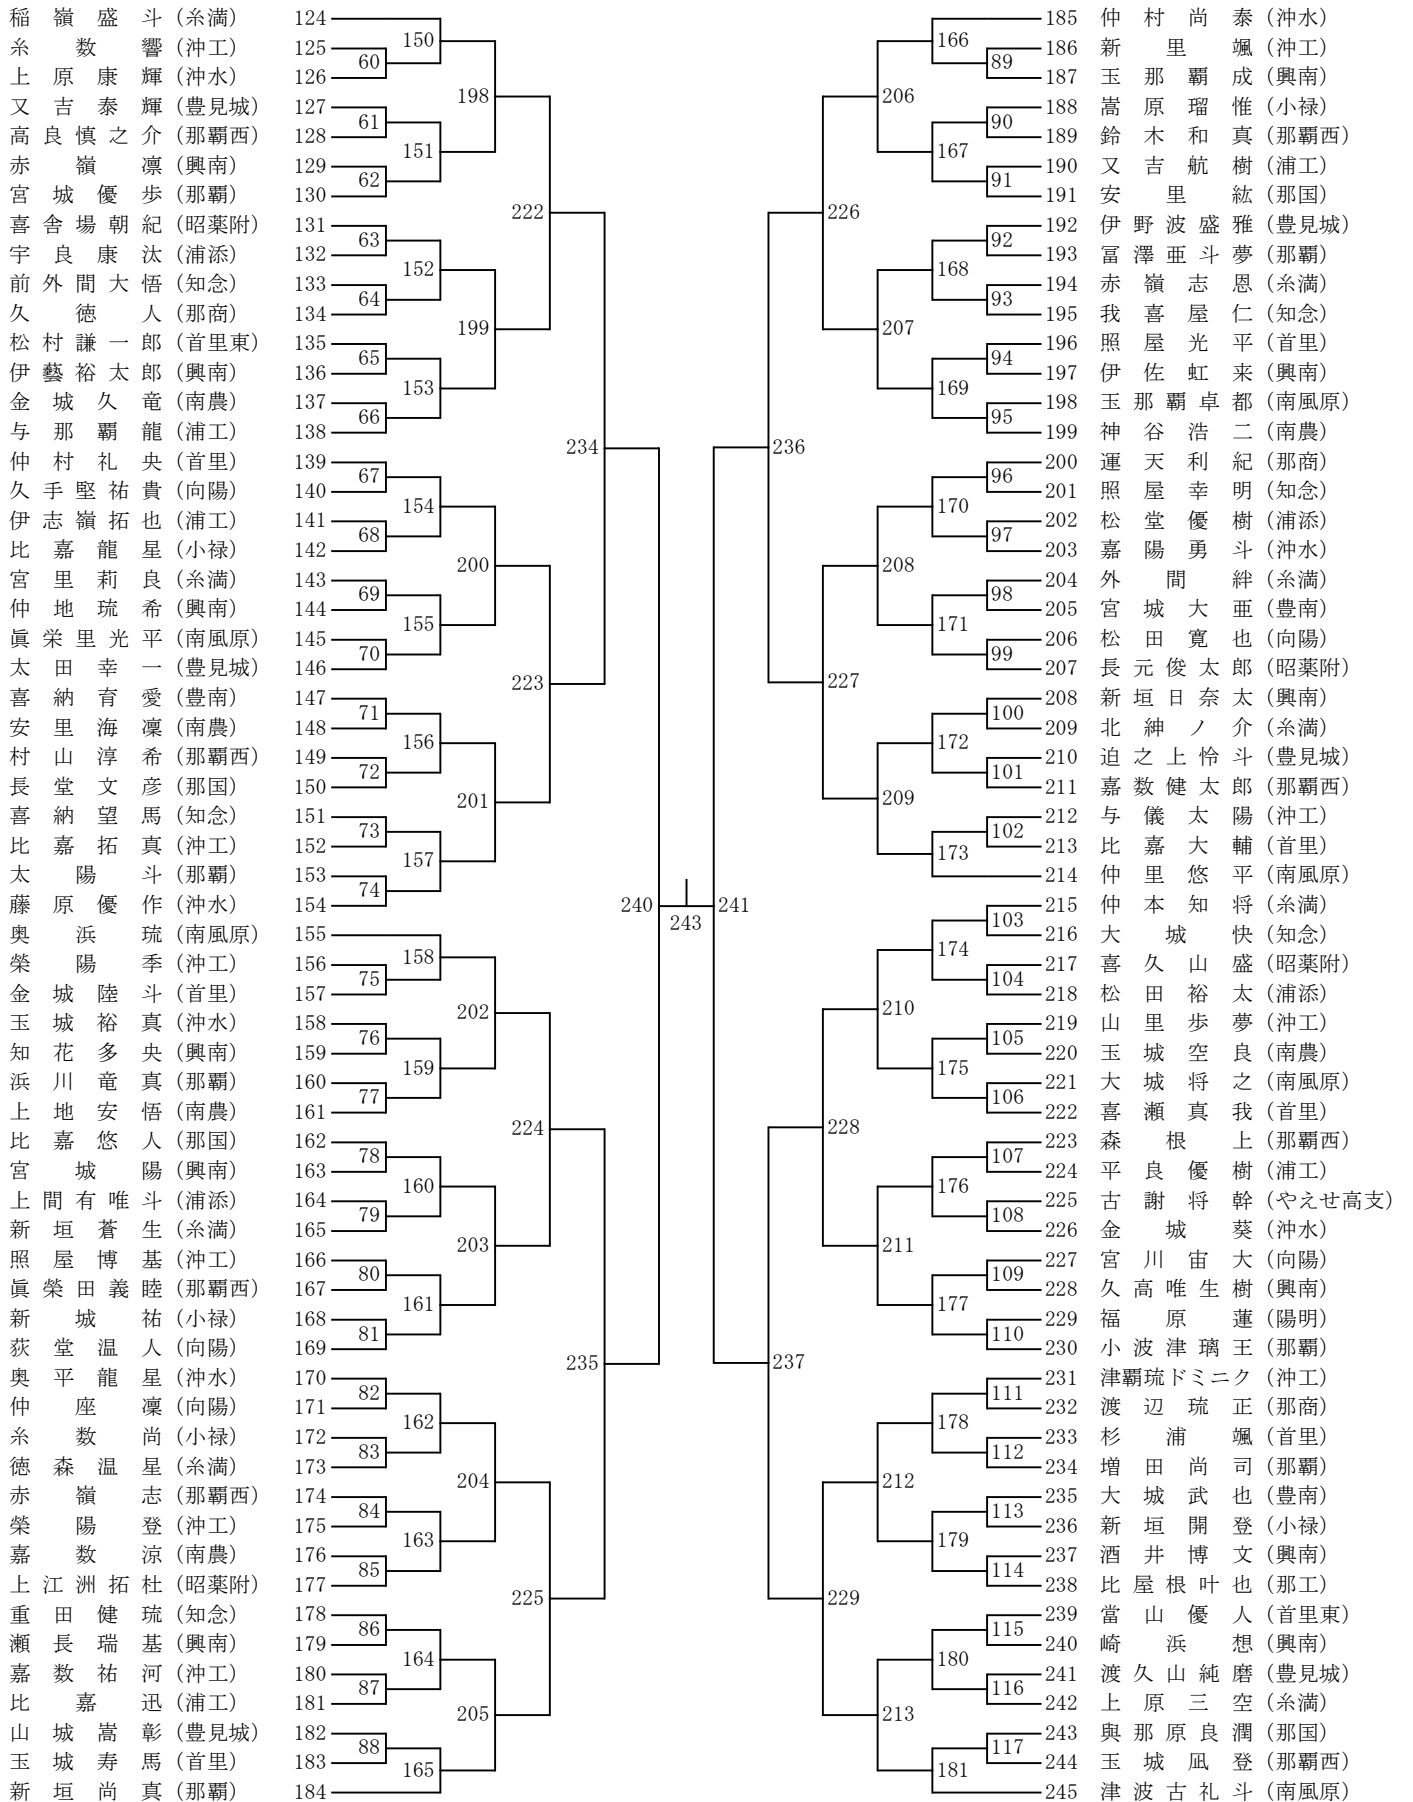 稲嶺盛斗（糸満） 124
糸数響（沖工） 125
上原康輝（沖水） 126
又吉泰輝（豊見城） 127
高良慎之介（那覇西） 128
赤嶺凛（興南） 129
宮城優歩（那覇） 130
喜舎場朝紀（昭薬附） 131
宇良康汰（浦添） 132
前外間大悟（知念） 133
久徳人（那商） 134
松村謙一郎（首里東） 135
伊藝裕太郎（興南） 136
金城久竜（南農） 137
与那覇龍（浦工） 138
仲村礼央（首里） 139
久手堅祐貴（向陽） 140
伊志嶺拓也（浦工） 141
比嘉龍星（小禄） 142
宮里莉良（糸満） 143
仲地琉希（興南） 144
眞栄里光平（南風原） 145
太田幸一（豊見城） 146
喜納育愛（豊南） 147
安里海凜（南農） 148
村山淳希（那覇西） 149
長堂文彦（那国） 150
喜納望馬（知念） 151
比嘉拓真（沖工） 152
太陽斗（那覇） 153
藤原優作（沖水） 154
奥浜琉（南風原） 155
榮陽季（沖工） 156
金城陸斗（首里） 157
玉城裕真（沖水） 158
知花多央（興南） 159
浜川竜真（那覇） 160
上地安悟（南農） 161
比嘉悠人（那国） 162
宮城陽（興南） 163
上間有唯斗（浦添） 164
新垣蒼生（糸満） 165
照屋博基（沖工） 166
眞榮田義睦（那覇西） 167
新城祐（小禄） 168
荻堂温人（向陽） 169
奥平龍星（沖水） 170
仲座凜（向陽） 171
糸数尚（小禄） 172
徳森温星（糸満） 173
赤嶺志（那覇西） 174
榮陽登（沖工） 175
嘉数涼（南農） 176
上江洲拓杜（昭薬附） 177
重田健琉（知念） 178
瀬長瑞基（興南） 179
嘉数祐河（沖工） 180
比嘉迅（浦工） 181
山城嵩彰（豊見城） 182
玉城寿馬（首里） 183
新垣尚真（那覇） 184
60
61
62
63
64
65
66
67
68
69
70
71
72
73
74
75
76
77
78
79
80
81
82
83
84
85
86
87
88
150
151
152
153
154
155
156
157
158
159
160
161
162
163
164
165
198
199
200
201
202
203
204
205
222
223
224
225
234
235
240
243
241
236
237
226
227
228
229
206
207
208
209
210
211
212
213
166
167
168
169
170
171
172
173
174
175
176
177
178
179
180
181
89
90
91
92
93
94
95
96
97
98
99
100
101
102
103
104
105
106
107
108
109
110
111
112
113
114
115
116
117
185 仲村尚泰（沖水）
186 新里颯（沖工）
187 玉那覇成（興南）
188 嵩原瑠惟（小禄）
189 鈴木和真（那覇西）
190 又吉航樹（浦工）
191 安里紘（那国）
192 伊野波盛雅（豊見城）
193 冨澤亜斗夢（那覇）
194 赤嶺志恩（糸満）
195 我喜屋仁（知念）
196 照屋光平（首里）
197 伊佐虹来（興南）
198 玉那覇卓都（南風原）
199 神谷浩二（南農）
200 運天利紀（那商）
201 照屋幸明（知念）
202 松堂優樹（浦添）
203 嘉陽勇斗（沖水）
204 外間絆（糸満）
205 宮城大亜（豊南）
206 松田寛也（向陽）
207 長元俊太郎（昭薬附）
208 新垣日奈太（興南）
209 北紳ノ介（糸満）
210 迫之上怜斗（豊見城）
211 嘉数健太郎（那覇西）
212 与儀太陽（沖工）
213 比嘉大輔（首里）
214 仲里悠平（南風原）
215 仲本知将（糸満）
216 大城快（知念）
217 喜久山盛（昭薬附）
218 松田裕太（浦添）
219 山里歩夢（沖工）
220 玉城空良（南農）
221 大城将之（南風原）
222 喜瀬真我（首里）
223 森根上（那覇西）
224 平良優樹（浦工）
225 古謝将幹（やえせ高支）
226 金城葵（沖水）
227 宮川宙大（向陽）
228 久高唯生樹（興南）
229 福原蓮（陽明）
230 小波津璃王（那覇）
231 津覇琉ドミニク（沖工）
232 渡辺琉正（那商）
233 杉浦颯（首里）
234 増田尚司（那覇）
235 大城武也（豊南）
236 新垣開登（小禄）
237 酒井博文（興南）
238 比屋根叶也（那工）
239 當山優人（首里東）
240 崎浜想（興南）
241 渡久山純磨（豊見城）
242 上原三空（糸満）
243 與那原良潤（那国）
244 玉城凪登（那覇西）
245 津波古礼斗（南風原）